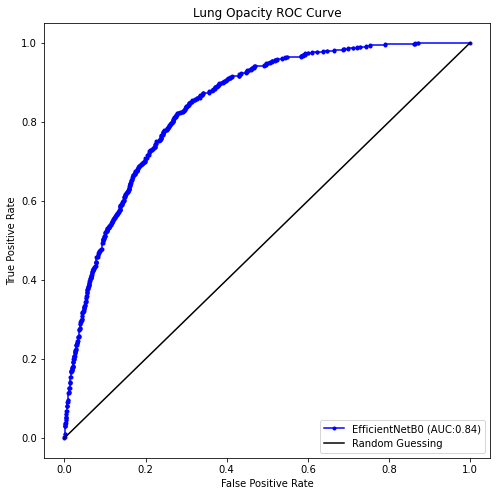 Lung Opacity ROC Curve
1.0
0.8
0.6
0.4
0.2
0.0
True Positive Rate
EfficientNetB0 (AUC:0.84)
Random Guessing
0.0 0.2 0.4 0.6 0.8 1.0
False Positive Rate